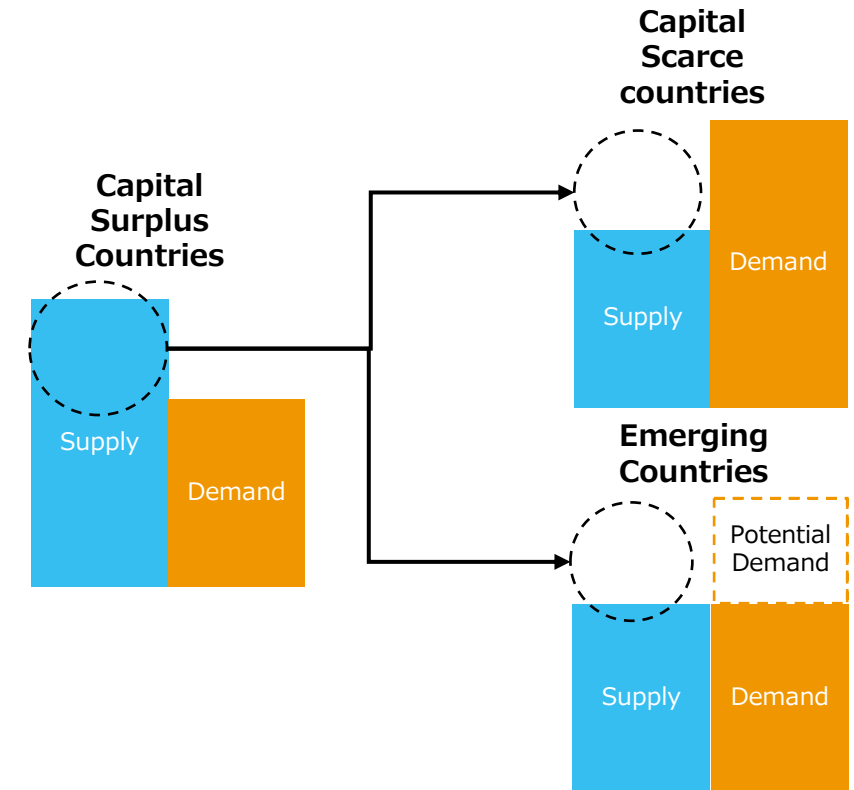 Capital
Surplus
Countries
Supply
Demand
Capital
Scarce
countries
Supply
Demand
Emerging
Countries
Potential
Demand
Supply
Demand